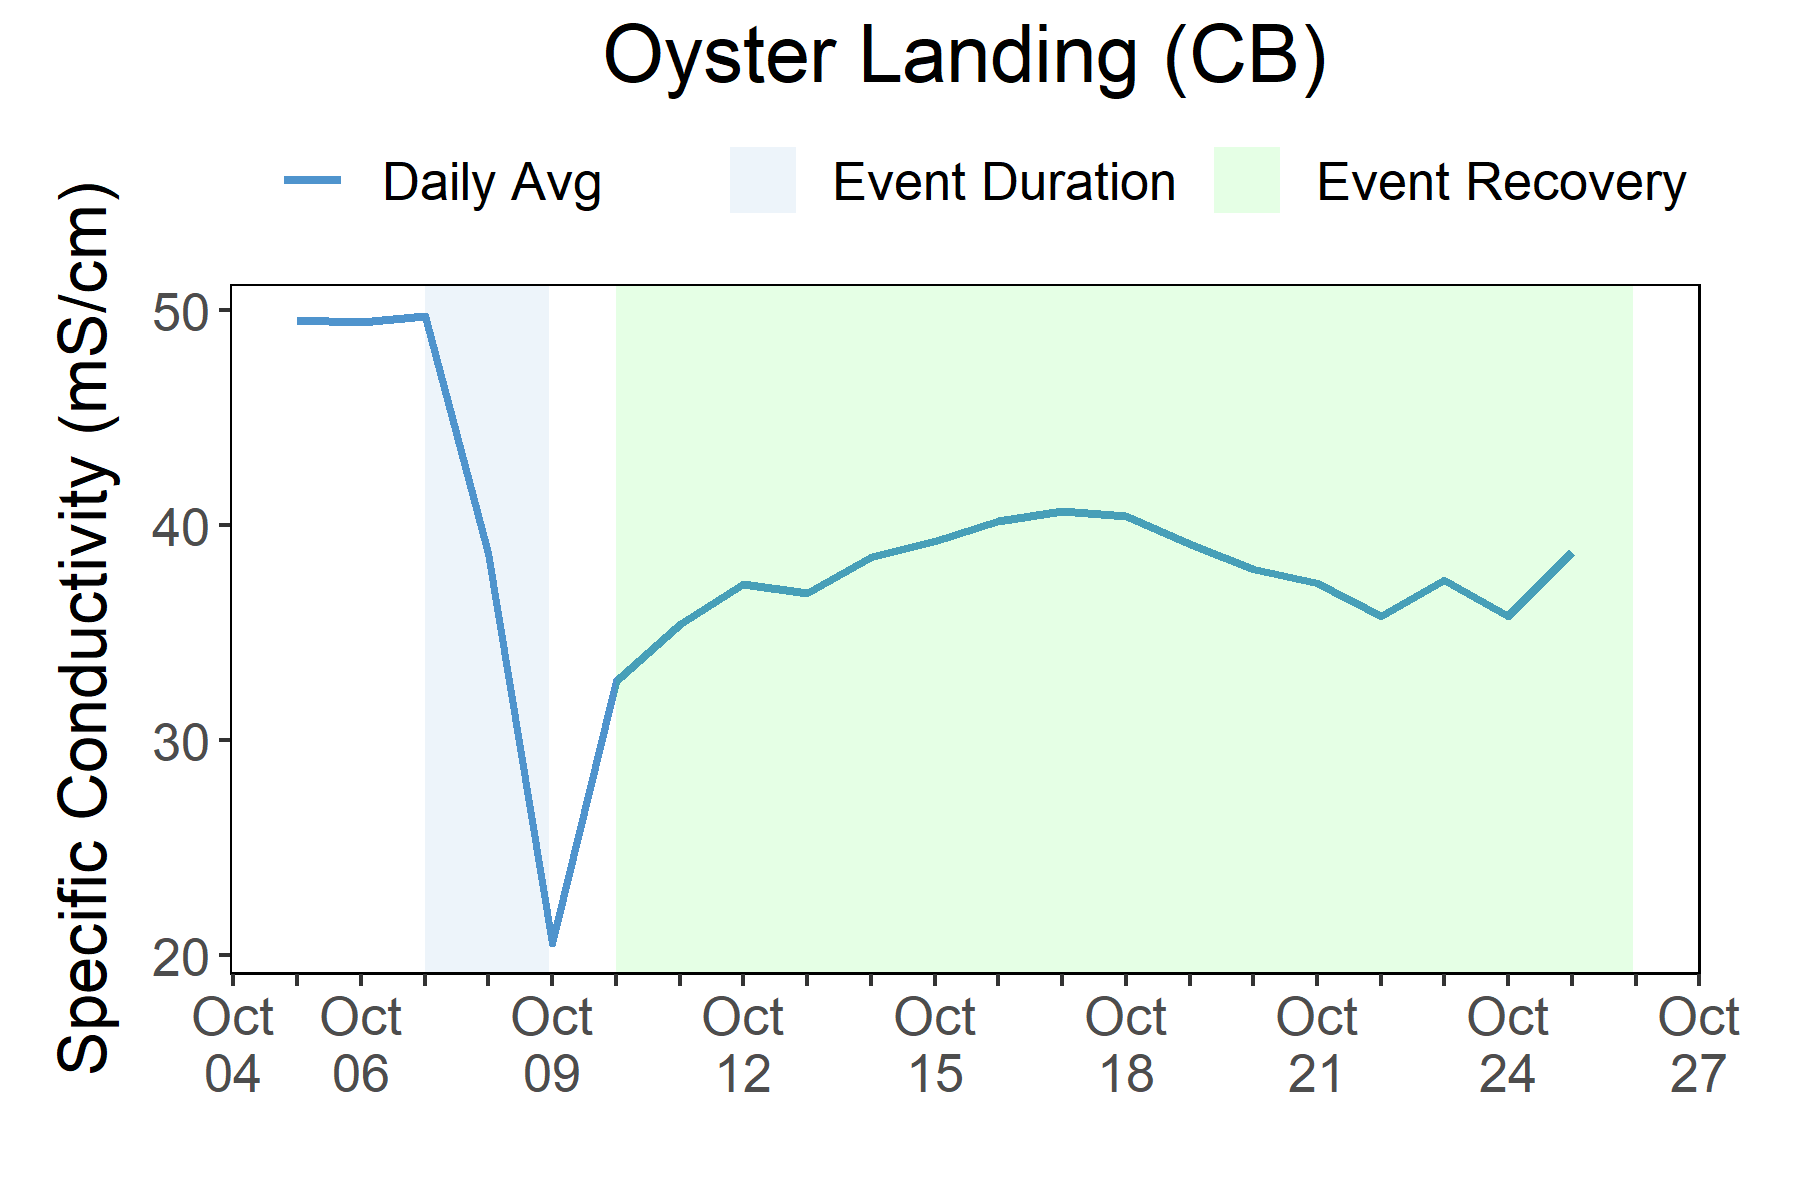 Oyster Landing (CB)
Daily Avg
Event Duration
Event Recovery
Specific Conductivity (mS/cm)
50
40
30
20
Oct
04
Oct
06
Oct
09
Oct
12
Oct
15
Oct
18
Oct
21
Oct
24
Oct
27